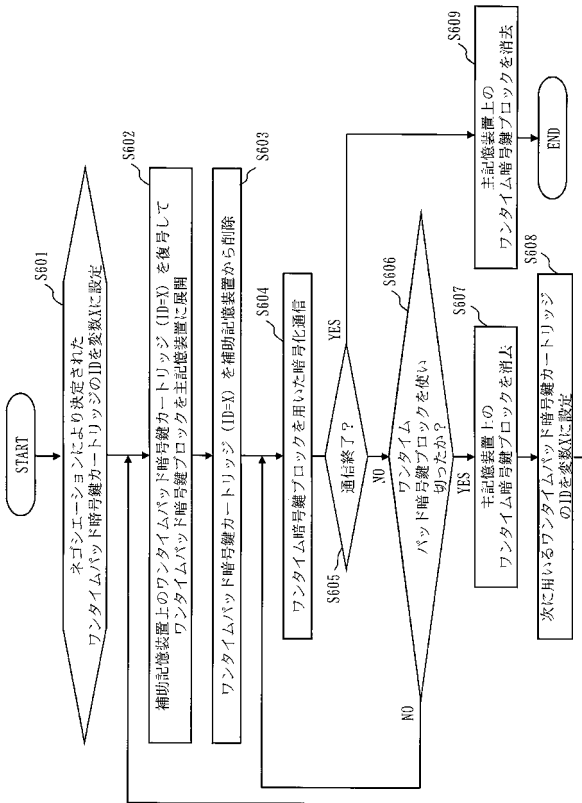 START
S601
ネゴシエーションにより決定された
ワンタイムパッド暗号鍵カートリッジのIDを変数Xに設定
S602
補助記憶装置上のワンタイムパッド暗号鍵カートリッジ（ID=X）を復号して
ワンタイムパッド暗号鍵ブロックを主記憶装置に展開
S603
ワンタイムパッド暗号鍵カートリッジ（ID=X）を補助記憶装置から削除
S604
ワンタイム暗号鍵ブロックを用いた暗号化通信
S605
通信終了？
YES
NO
S606
ワンタイム
パッド暗号鍵ブロックを使い
切ったか？
NO
YES
S607
主記憶装置上の
ワンタイム暗号鍵ブロックを消去
S608
次に用いるワンタイムパッド暗号鍵カートリッジ
のIDを変数Xに設定
S609
主記憶装置上の
ワンタイム暗号鍵ブロックを消去
END